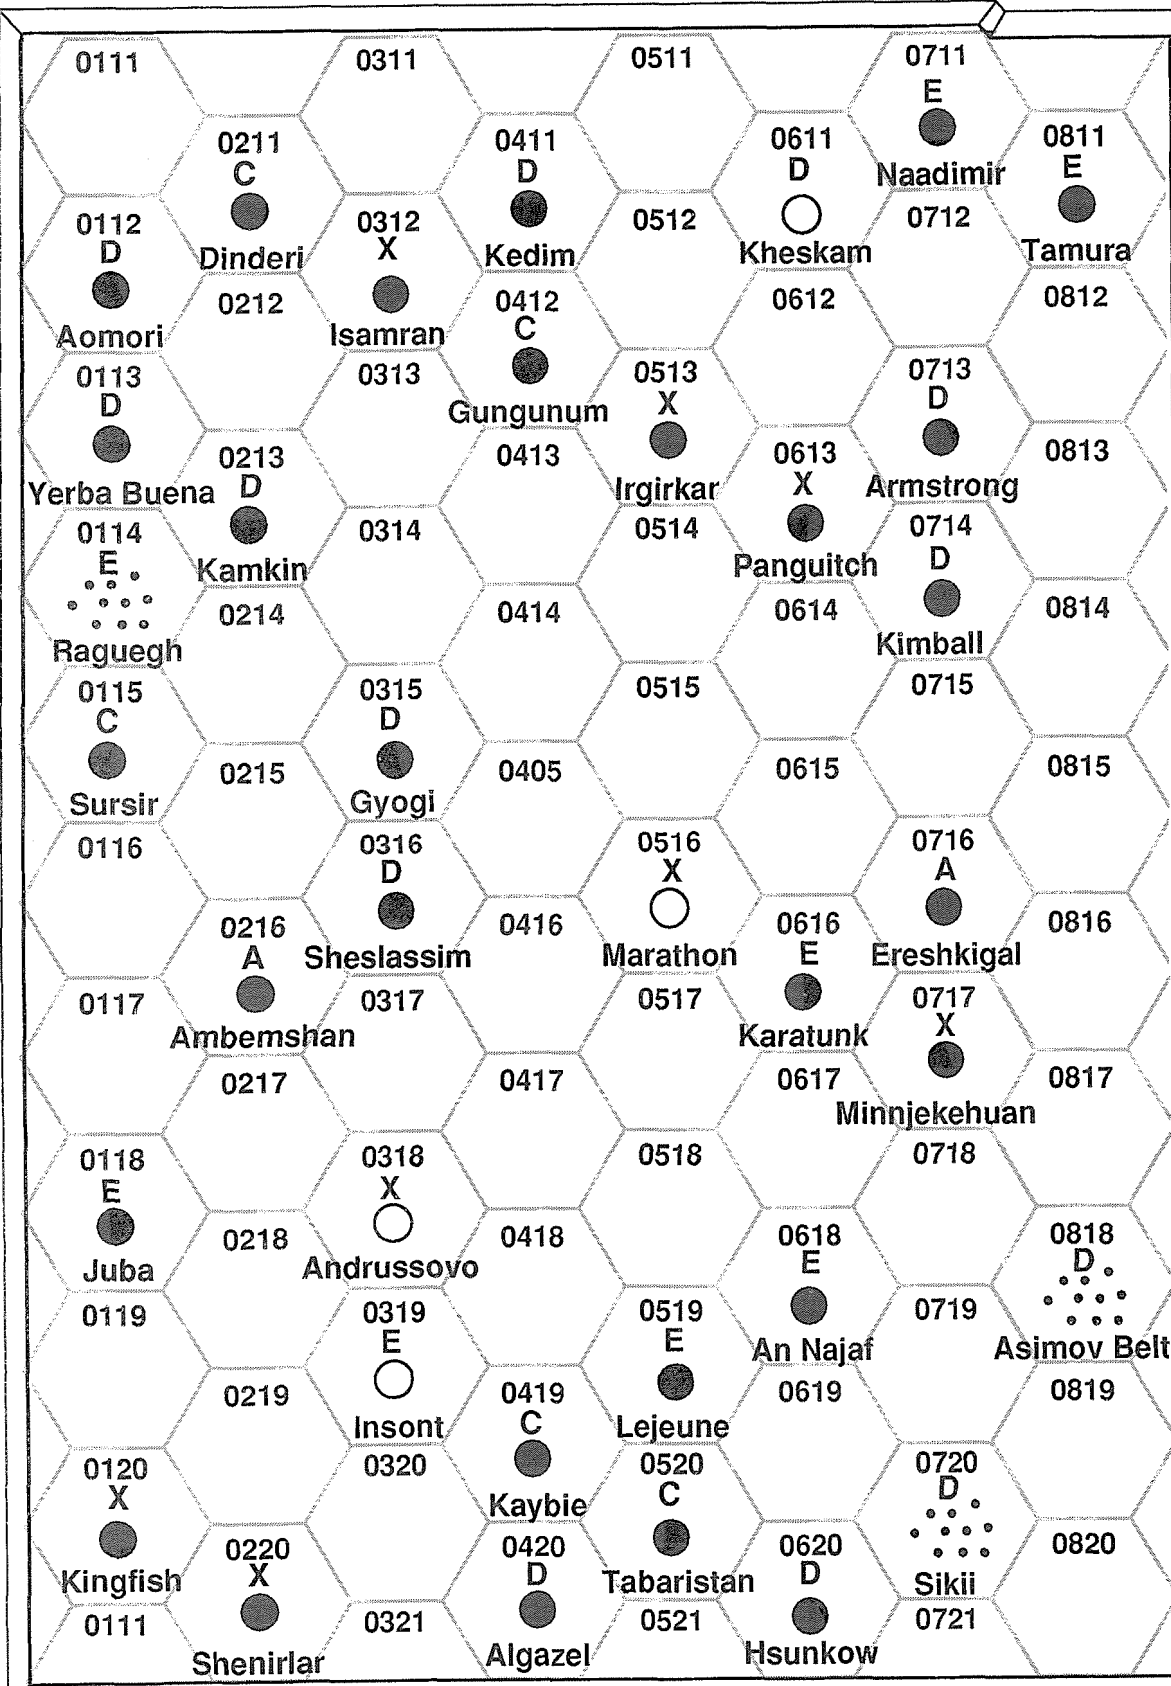 0111
0311
0511
0711
E
Naadimir
0211
C
Dinderi
0411
D
Kedim
0611
D
Kheskam
0811
E
Tamura
0112
D
Aomori
0312
X
Isamran
0512
0712
0212
0412
C
Gungunum
0612
0812
0113
D
Yerba Buena
0313
0513
X
Irgirkar
0713
D
Armstrong
0213
D
Kamkin
0413
0613
X
Panguitch
0813
0114
E
Raguegh
0314
0514
0714
D
Kimball
0214
0414
0614
0814
0115
C
Sursir
0315
D
Gyogi
0515
0715
0215
0405
0615
0815
0116
0316
D
Sheslassim
0516
X
Marathon
0716
A
Ereshkigal
0216
A
Ambemshan
0416
0616
E
Karatunk
0816
0117
0317
0517
0717
X
Minnjekehuan
0217
0417
0617
0817
0118
E
Juba
0318
X
Andrussovo
0518
0718
0218
0418
0618
E
An Najaf
0818
D
Asimov Belt
0119
0319
E
Insont
0519
E
Lejeune
0719
0219
0419
C
Kaybie
0619
0819
0120
X
Kingfish
0320
0520
C
Tabaristan
0720
D
Sikii
0220
X
Shenirlar
0420
D
Algazel
0620
D
Hsunkow
0820
0111
0321
0521
0721